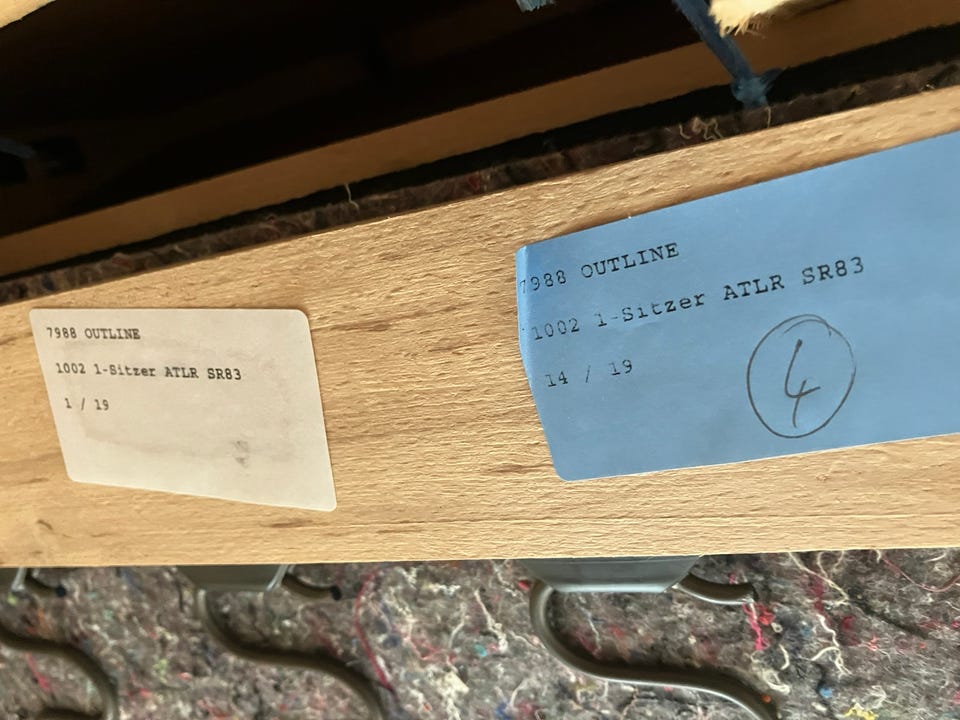 7988 OUTLINE
1002 1-Sitzer ATLR SR83
1 / 19
7988 OUTLINE
1002 1-Sitzer ATLR SR83
14 / 19
4